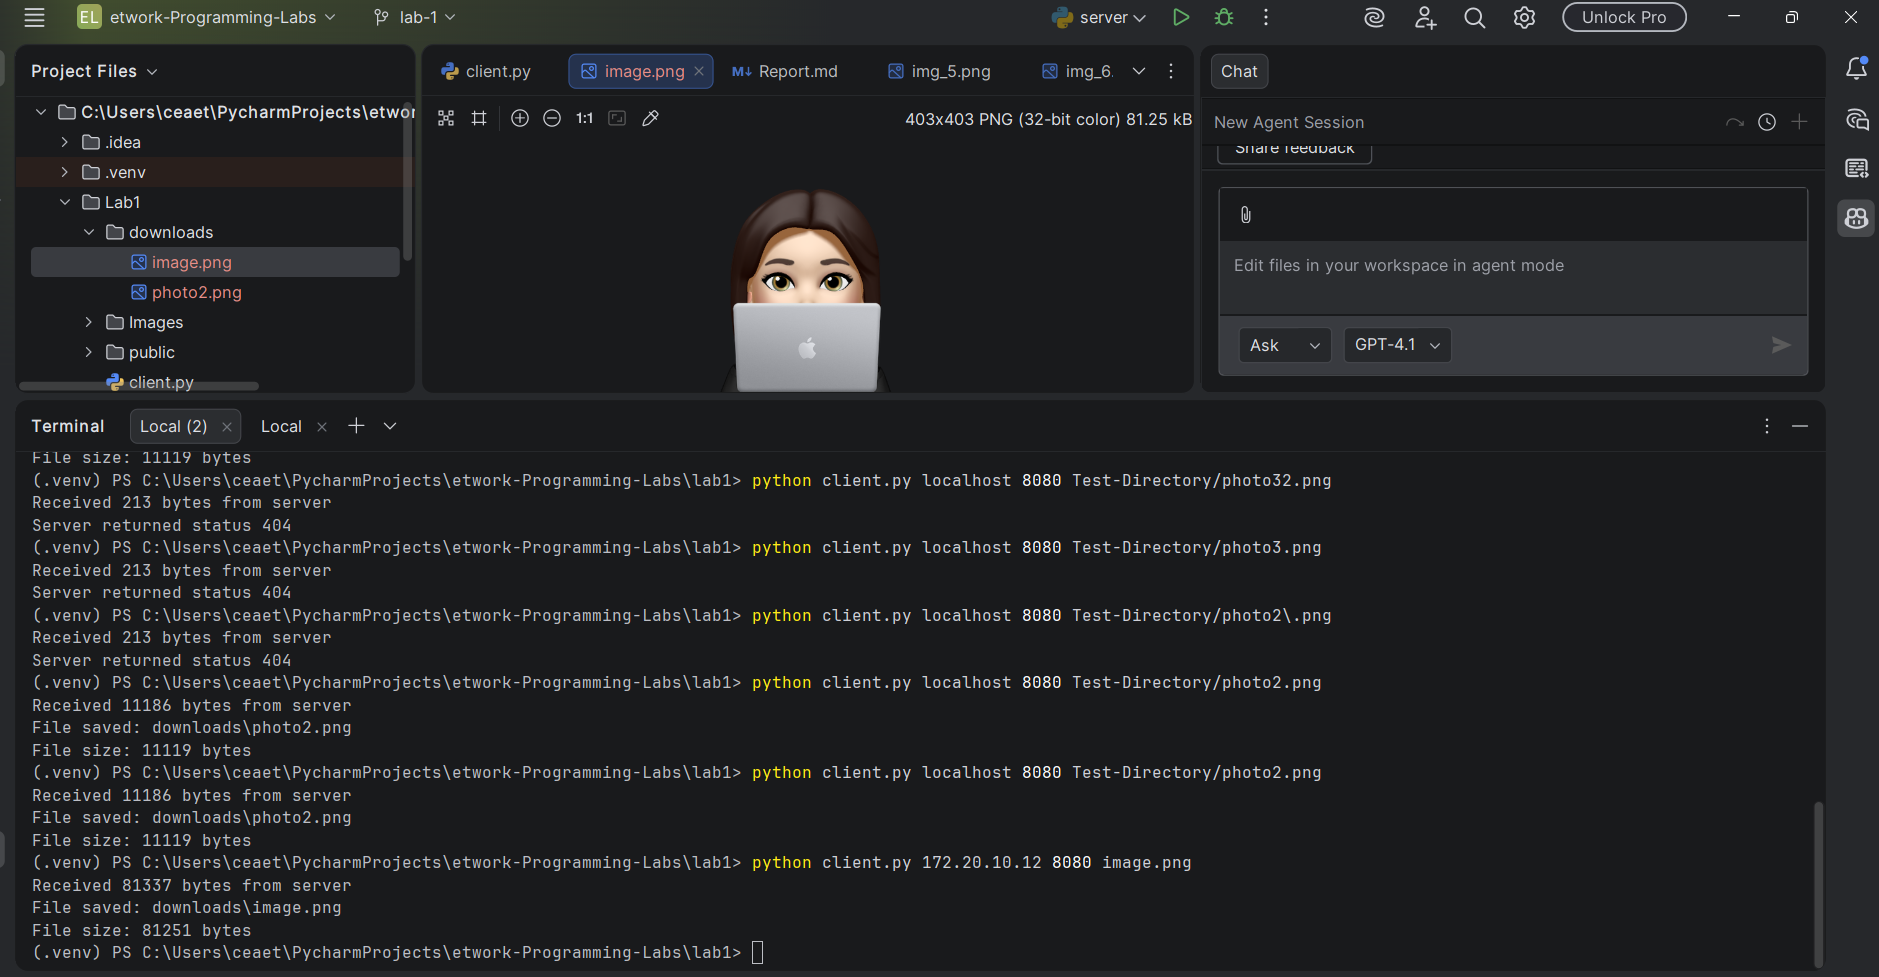 EL etwork-Programming-Labs lab-1 server Unlock Pro
Project Files
C:\Users\ceaet\PycharmProjects\etwor
.idea
.venv
Lab1
downloads
image.png
photo2.png
Images
public
client.py
client.py image.png Report.md img_5.png img_6.
1:1 403x403 PNG (32-bit color) 81.25 kB
Chat
New Agent Session
Share feedback
Edit files in your workspace in agent mode
Ask GPT-4.1
Terminal Local (2) Local
File size: 11119 bytes
(.venv) PS C:\Users\ceaet\PycharmProjects\etwork-Programming-Labs\lab1> python client.py localhost 8080 Test-Directory/photo32.png
Received 213 bytes from server
Server returned status 404
(.venv) PS C:\Users\ceaet\PycharmProjects\etwork-Programming-Labs\lab1> python client.py localhost 8080 Test-Directory/photo3.png
Received 213 bytes from server
Server returned status 404
(.venv) PS C:\Users\ceaet\PycharmProjects\etwork-Programming-Labs\lab1> python client.py localhost 8080 Test-Directory/photo2\.png
Received 213 bytes from server
Server returned status 404
(.venv) PS C:\Users\ceaet\PycharmProjects\etwork-Programming-Labs\lab1> python client.py localhost 8080 Test-Directory/photo2.png
Received 11186 bytes from server
File saved: downloads\photo2.png
File size: 11119 bytes
(.venv) PS C:\Users\ceaet\PycharmProjects\etwork-Programming-Labs\lab1> python client.py localhost 8080 Test-Directory/photo2.png
Received 11186 bytes from server
File saved: downloads\photo2.png
File size: 11119 bytes
(.venv) PS C:\Users\ceaet\PycharmProjects\etwork-Programming-Labs\lab1> python client.py 172.20.10.12 8080 image.png
Received 81337 bytes from server
File saved: downloads\image.png
File size: 81251 bytes
(.venv) PS C:\Users\ceaet\PycharmProjects\etwork-Programming-Labs\lab1>